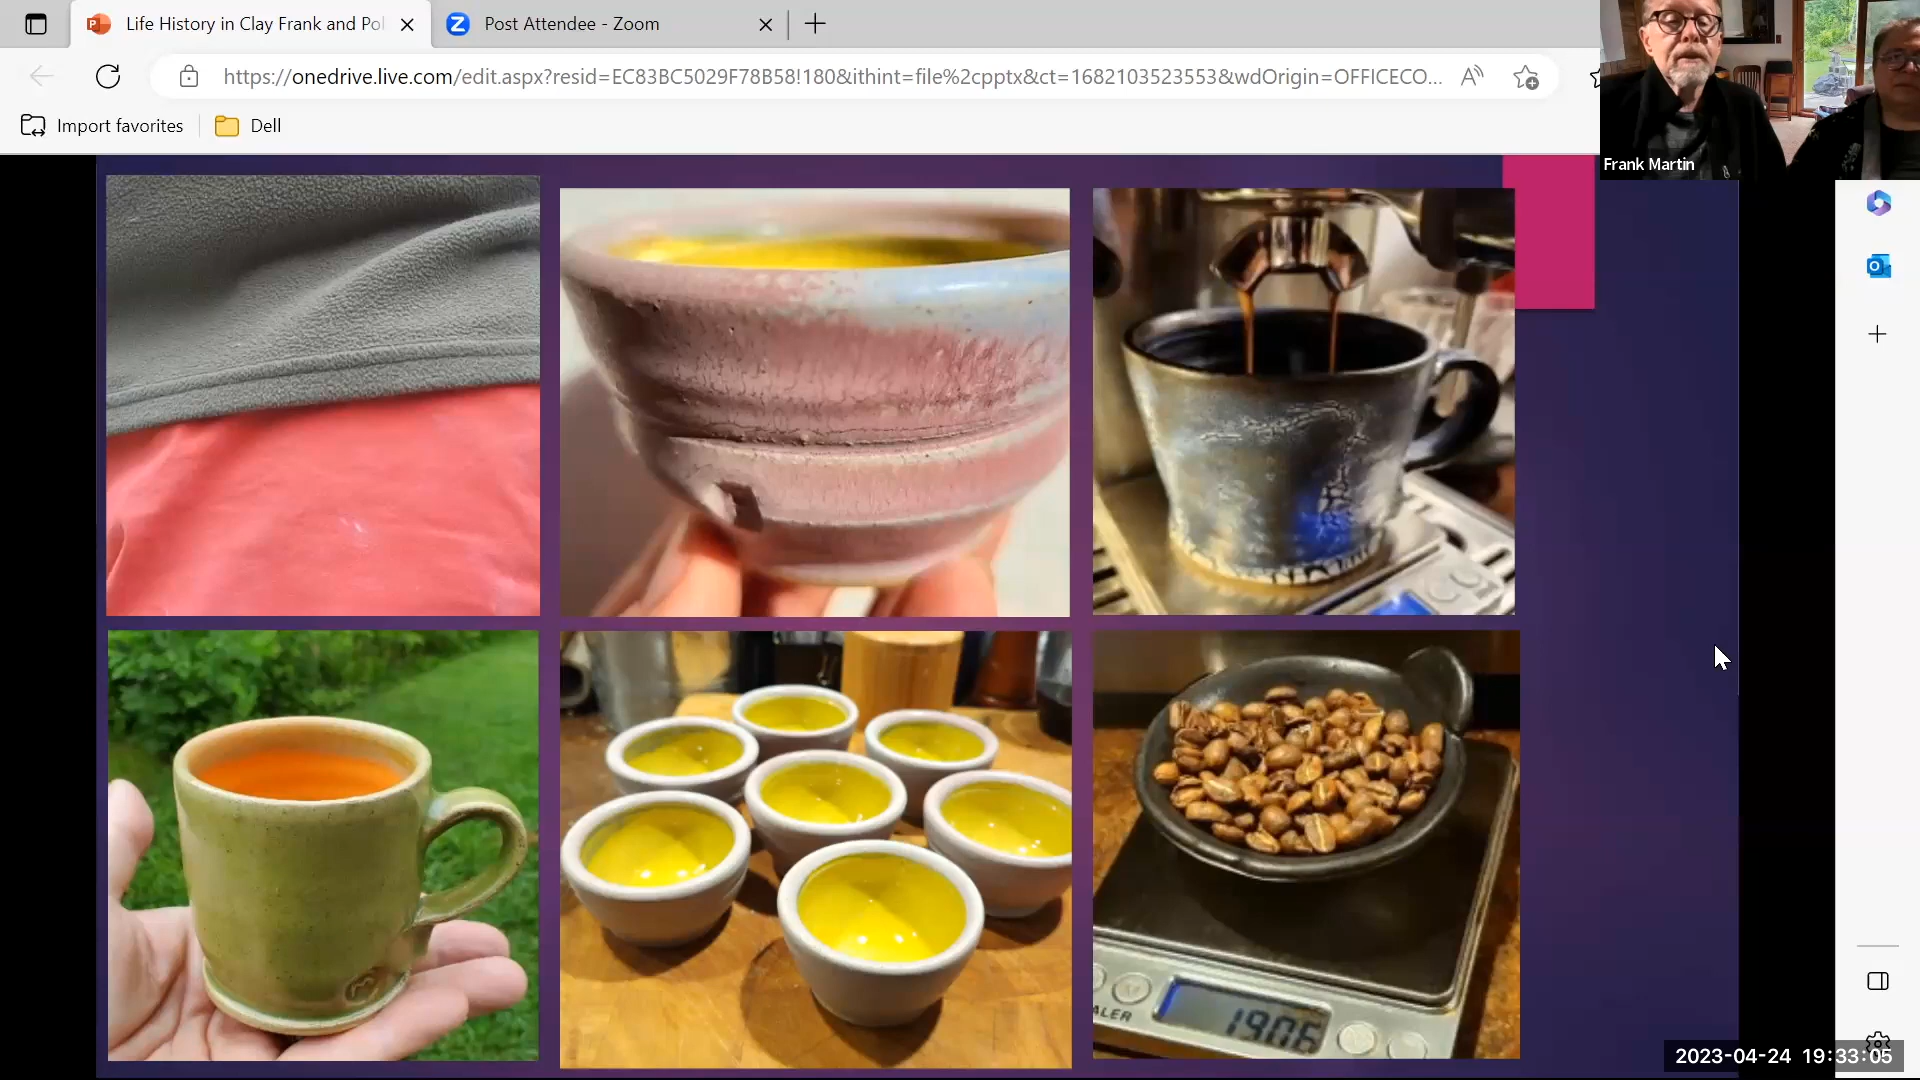 Life History in Clay Frank and Pol
Post Attendee - Zoom
https://onedrive.live.com/edit.aspx?resid=EC83BC5029F78B58!180&ithint=file%2cpptx&ct=1682103523553&wdOrigin=OFFICECO...
Import favorites
Dell
Frank Martin
ALER
19.06
2023-04-24 19:33:05